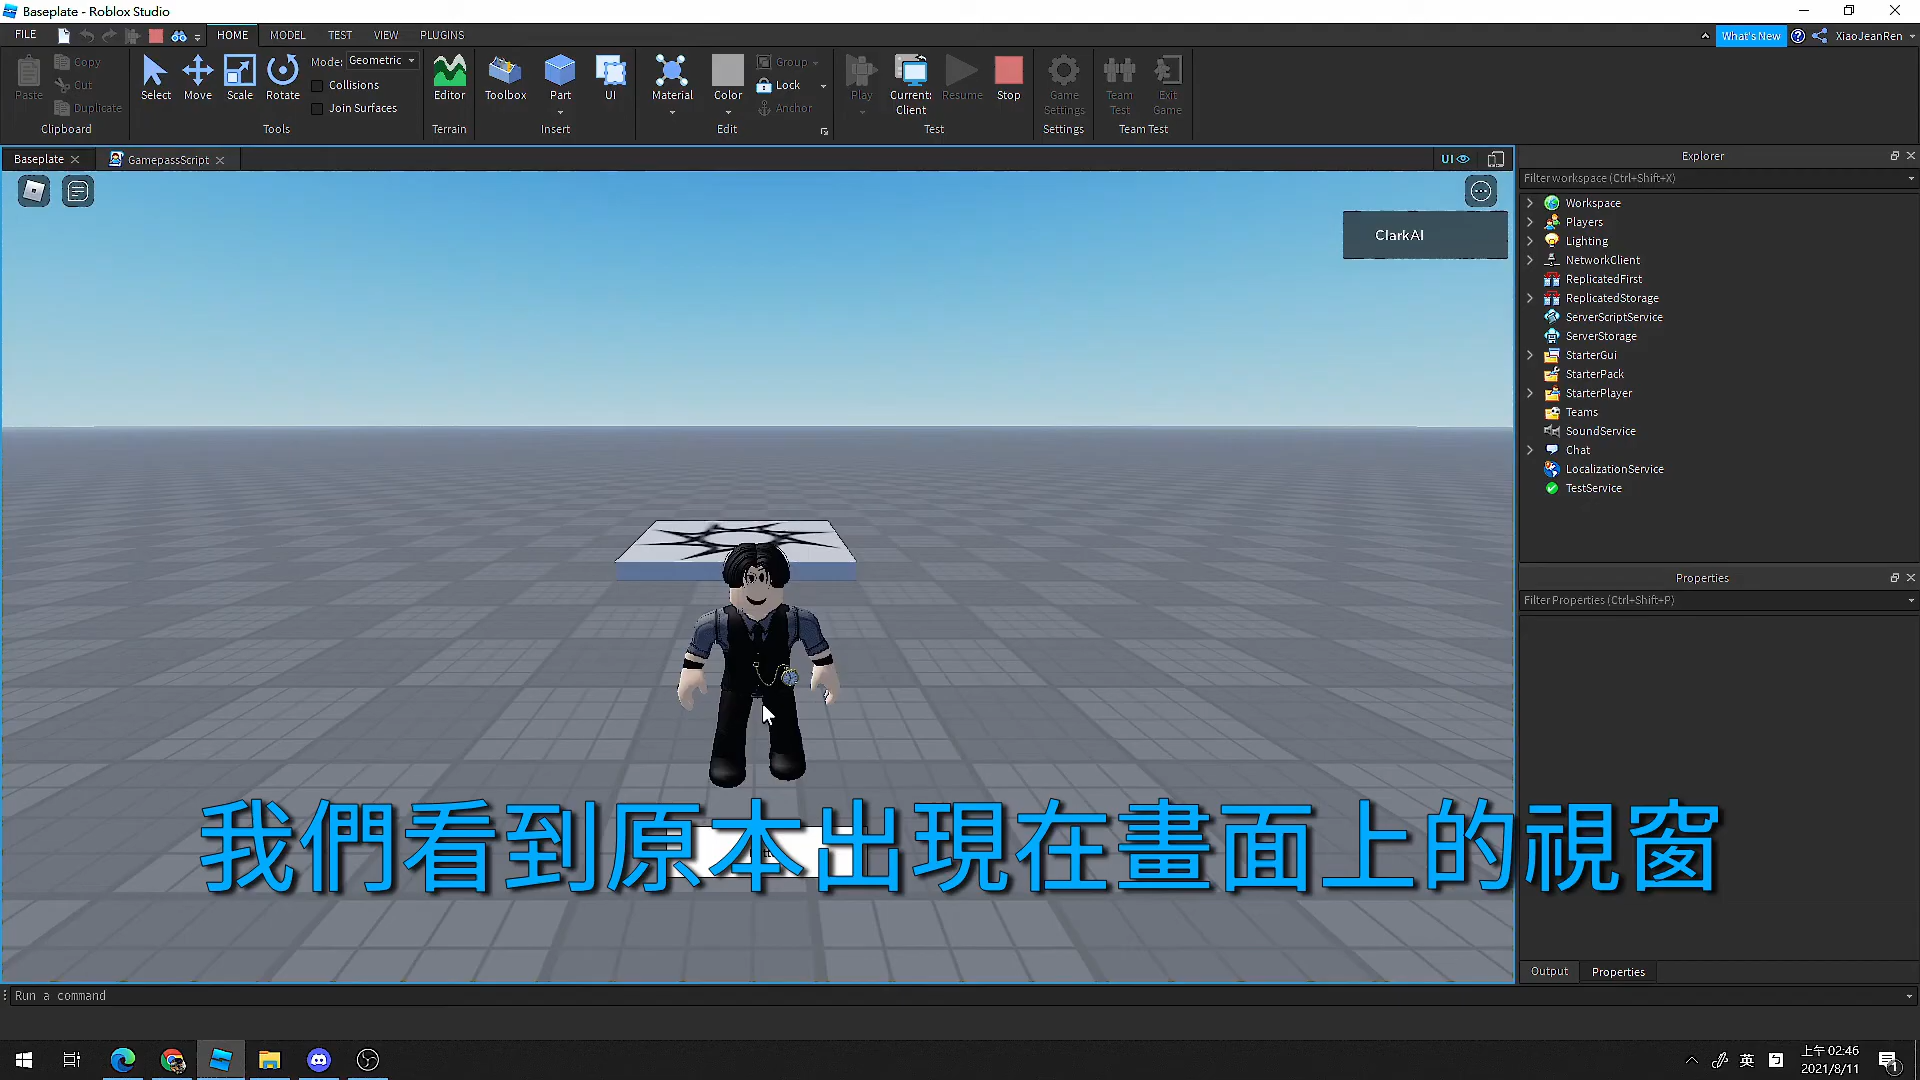 Baseplate - Roblox Studio
FILE HOME MODEL TEST VIEW PLUGINS What's New XiaoJeanRen
Paste Copy Cut Duplicate Clipboard
Select Move Scale Rotate Mode: Geometric Collisions Join Surfaces Tools
Editor Terrain
Toolbox Part UI Insert
Material Color Group Lock Anchor Edit
Play Current: Client Resume Stop Test
Game Settings Settings
Team Test Exit Game Team Test
Baseplate GamepassScript UI
ClarkAI
Explorer
Filter workspace (Ctrl+Shift+X)
Workspace
Players
Lighting
NetworkClient
ReplicatedFirst
ReplicatedStorage
ServerScriptService
ServerStorage
StarterGui
StarterPack
StarterPlayer
Teams
SoundService
Chat
LocalizationService
TestService
Properties
Filter Properties (Ctrl+Shift+P)
我們看到原本出現在畫面上的視窗
Output Properties
Run a command
英
上午 02:46
2021/8/11
1